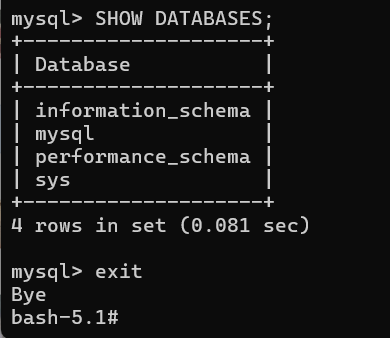 mysql> SHOW DATABASES;
+--------------------+
| Database           |
+--------------------+
| information_schema |
| mysql              |
| performance_schema |
| sys                |
+--------------------+
4 rows in set (0.081 sec)

mysql> exit
Bye
bash-5.1#